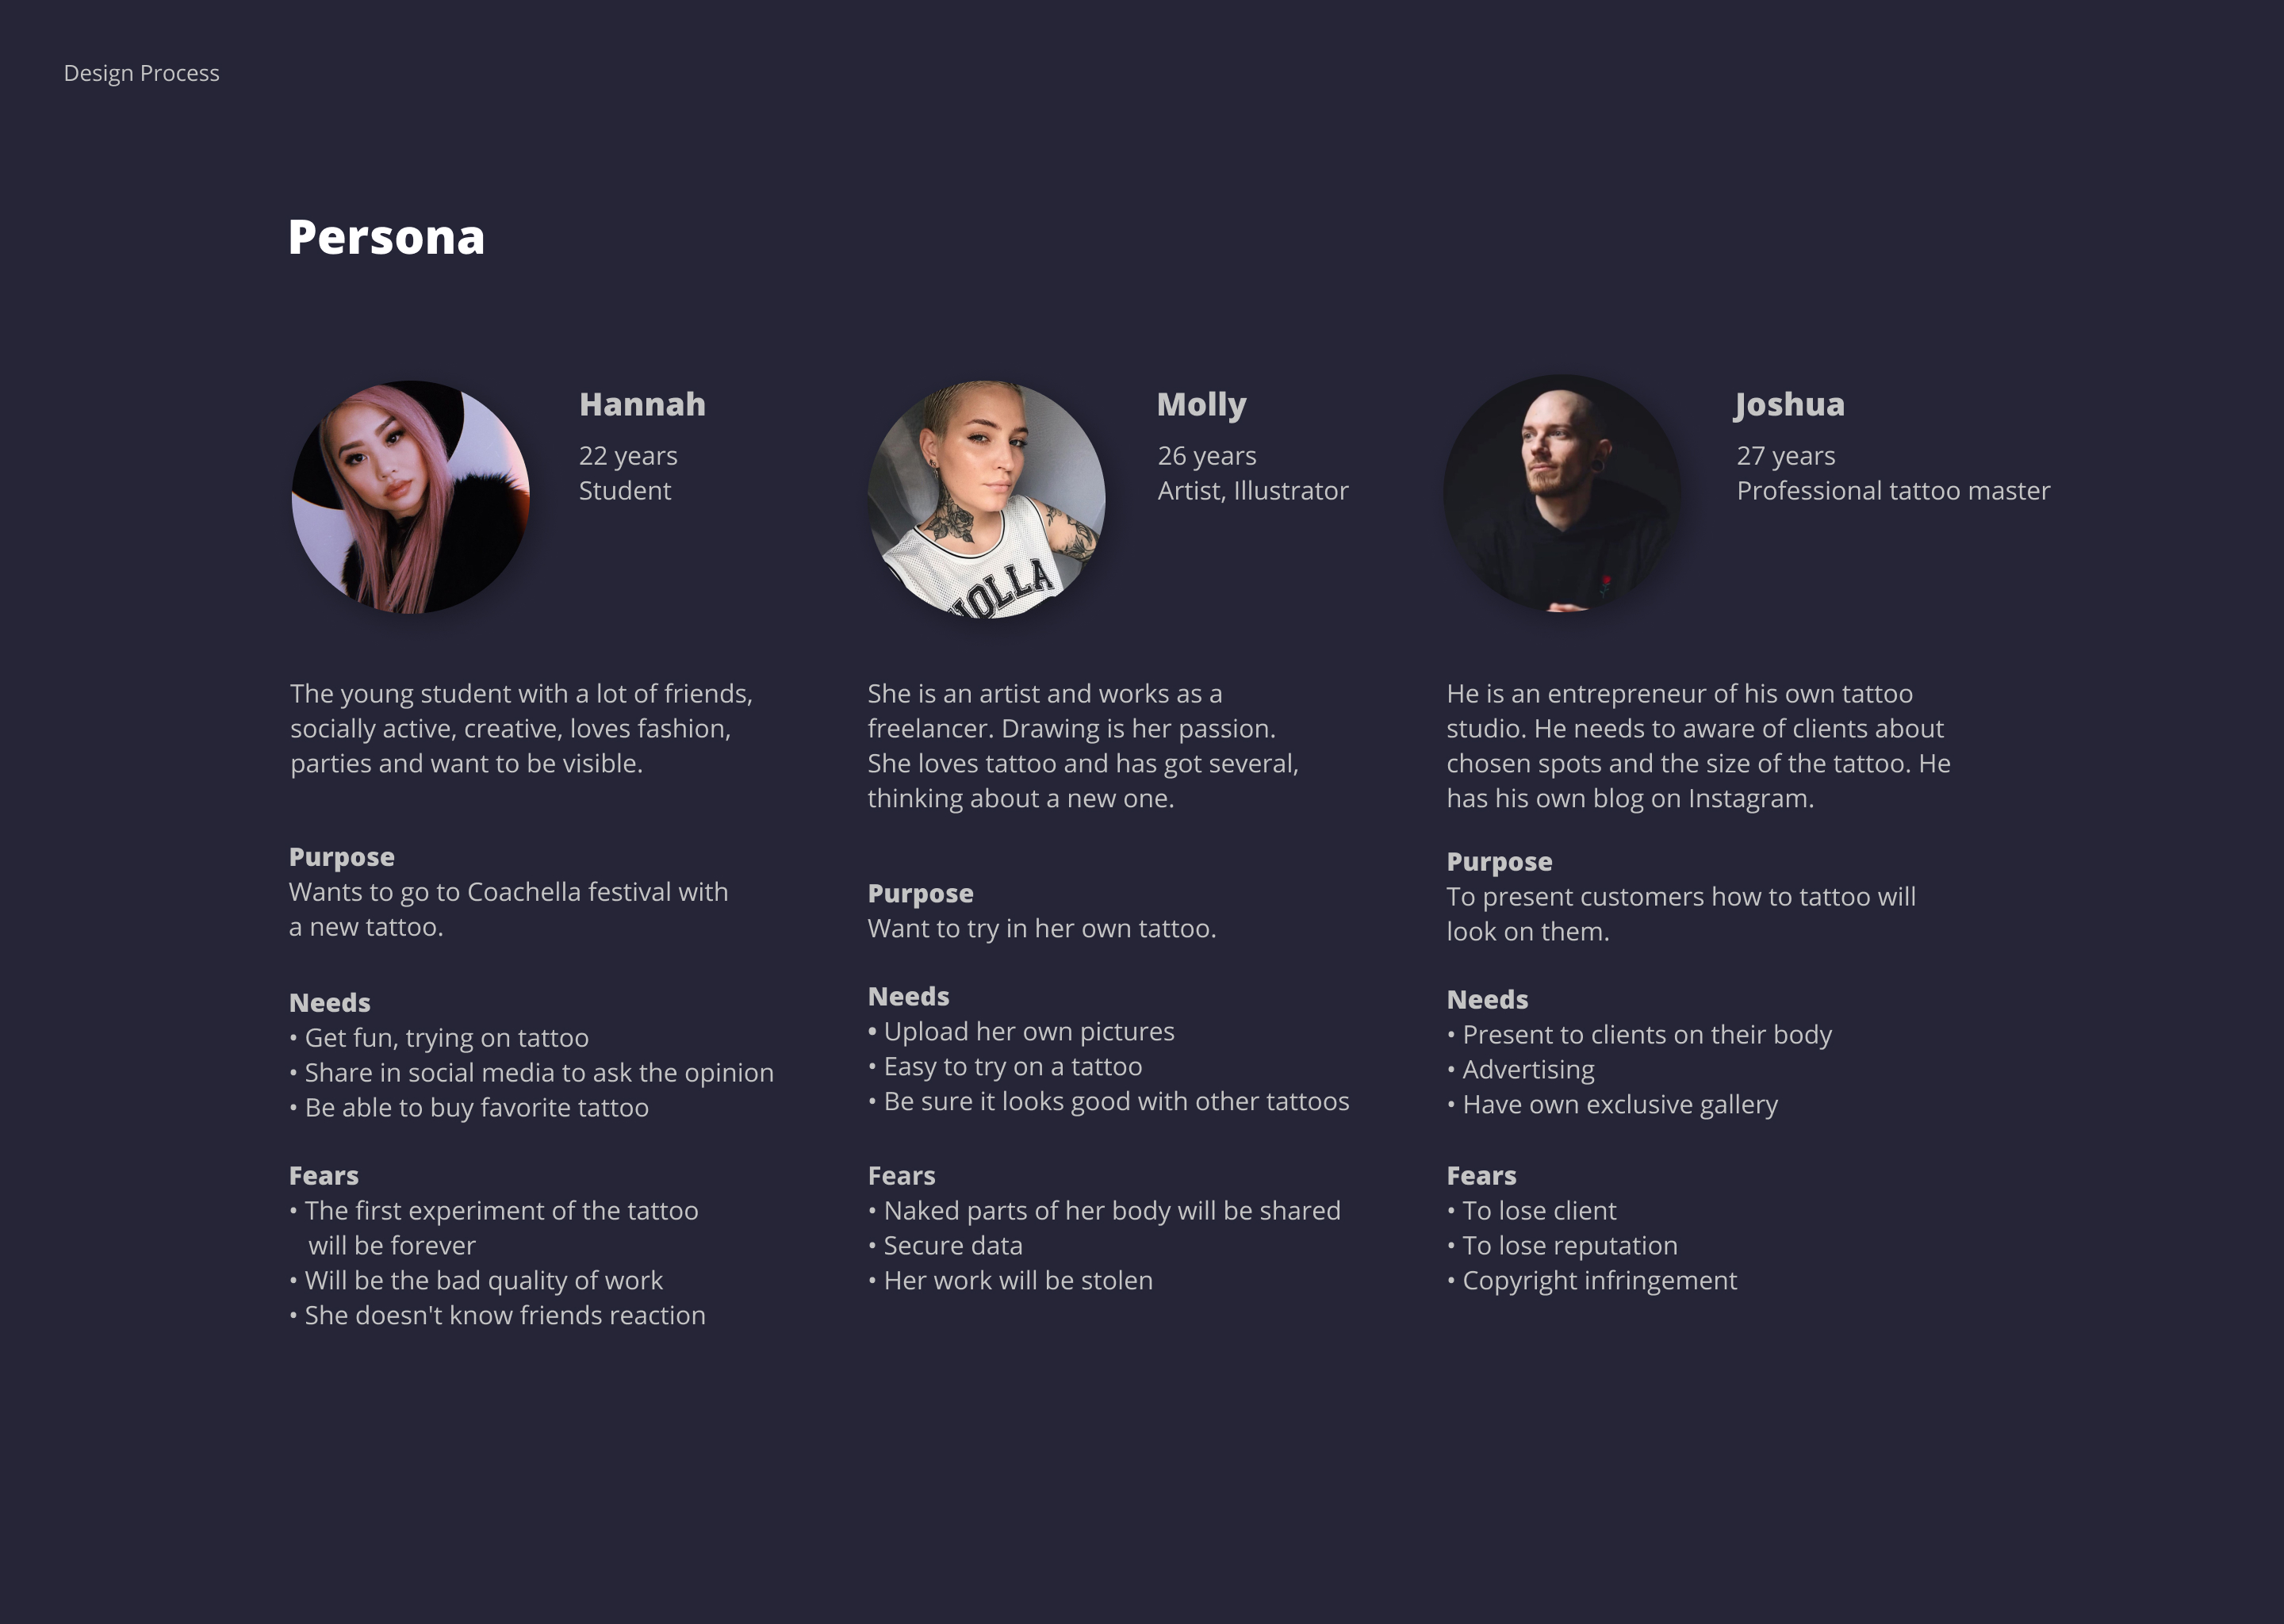 Design Process
Persona
Hannah
22 years
Student
The young student with a lot of friends,
socially active, creative, loves fashion,
parties and want to be visible.
Purpose
Wants to go to Coachella festival with
a new tattoo.
Needs
• Get fun, trying on tattoo
• Share in social media to ask the opinion
• Be able to buy favorite tattoo
Fears
• The first experiment of the tattoo
will be forever
• Will be the bad quality of work
• She doesn't know friends reaction
Molly
26 years
Artist, Illustrator
She is an artist and works as a
freelancer. Drawing is her passion.
She loves tattoo and has got several,
thinking about a new one.
Purpose
Want to try in her own tattoo.
Needs
• Upload her own pictures
• Easy to try on a tattoo
• Be sure it looks good with other tattoos
Fears
• Naked parts of her body will be shared
• Secure data
• Her work will be stolen
Joshua
27 years
Professional tattoo master
He is an entrepreneur of his own tattoo
studio. He needs to aware of clients about
chosen spots and the size of the tattoo. He
has his own blog on Instagram.
Purpose
To present customers how to tattoo will
look on them.
Needs
• Present to clients on their body
• Advertising
• Have own exclusive gallery
Fears
• To lose client
• To lose reputation
• Copyright infringement